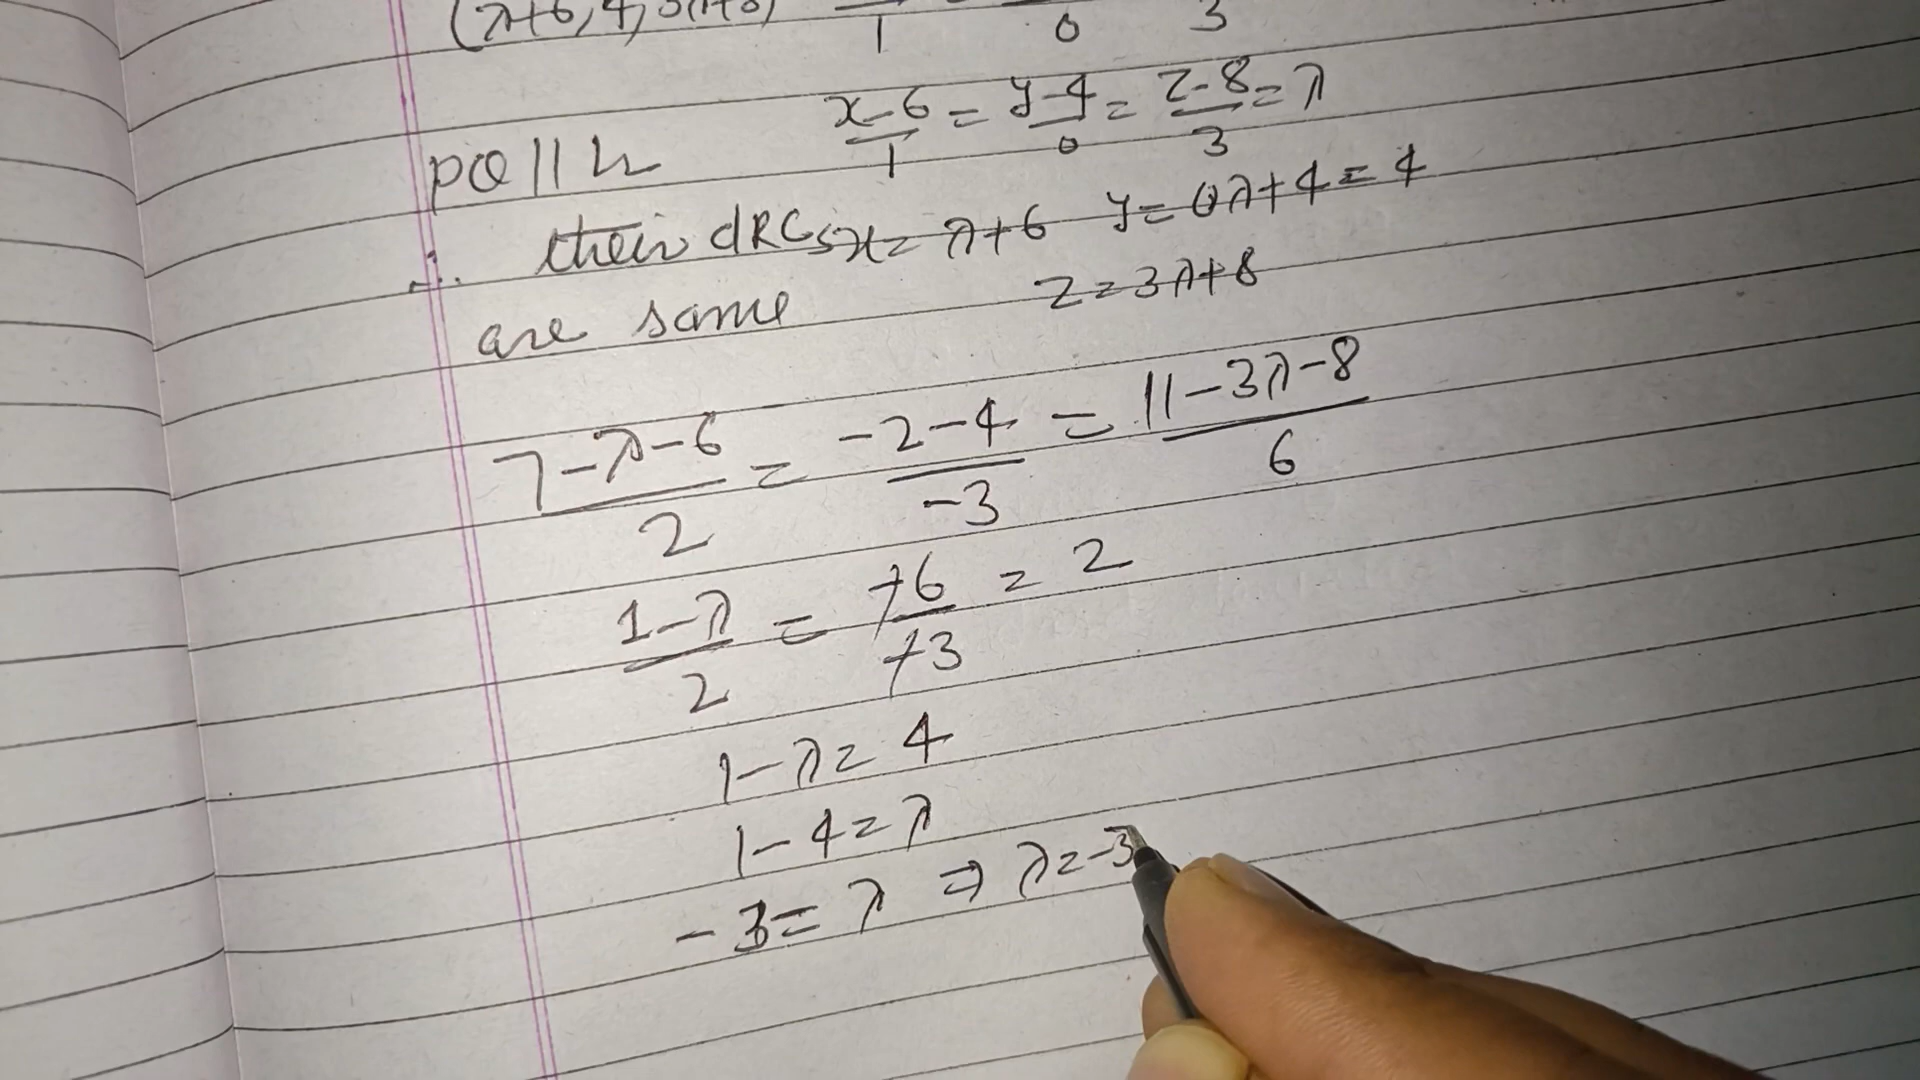 (λ+6, 4, 3λ+8) 1 0 3
x-6/1 = y-4/0 = z-8/3 = λ
PQ || L
∴ their dRCs x = λ+6 y = 0λ+4 = 4
are same z = 3λ+8
7-λ-6/2 = -2-4/-3 = 11-3λ-8/6
1-λ/2 = +6/+3 = 2
1-λ = 4
1-4 = λ
-3 = λ ⇒ λ = -3